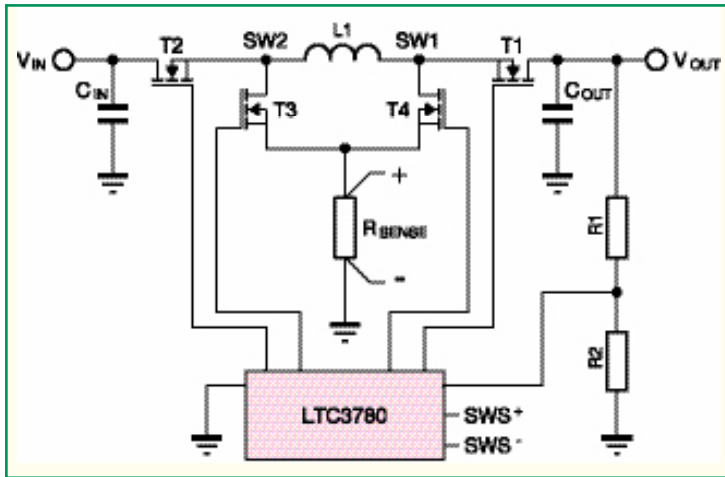 VIN
T2
SW2
L1
SW1
T1
VOUT
CIN
T3
T4
COUT
+
RSENSE
-
R1
R2
LTC3780
SWS+
SWS-